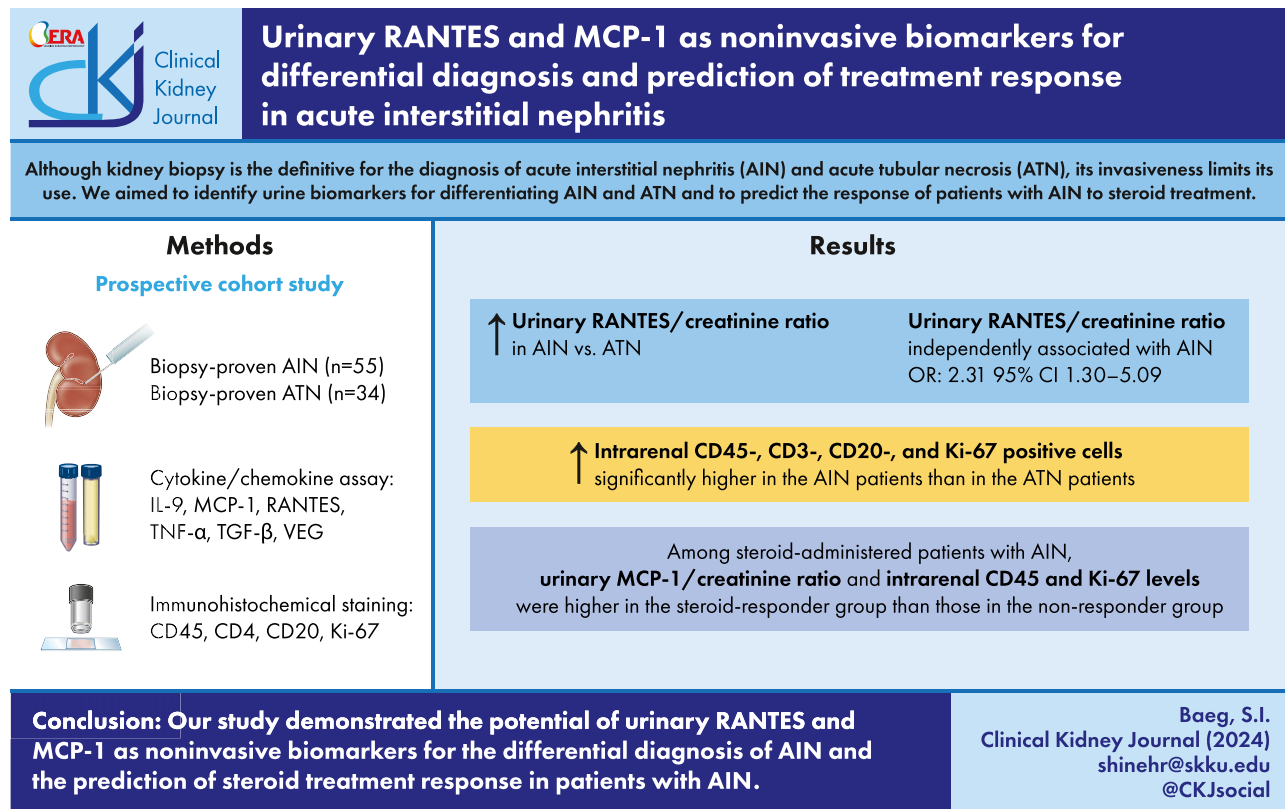 ERA
CKJ
Clinical
Kidney
Journal
Urinary RANTES and MCP-1 as noninvasive biomarkers for
differential diagnosis and prediction of treatment response
in acute interstitial nephritis
Although kidney biopsy is the definitive for the diagnosis of acute interstitial nephritis (AIN) and acute tubular necrosis (ATN), its invasiveness limits its
use. We aimed to identify urine biomarkers for differentiating AIN and ATN and to predict the response of patients with AIN to steroid treatment.
Methods
Prospective cohort study
Biopsy-proven AIN (n=55)
Biopsy-proven ATN (n=34)
Cytokine/chemokine assay:
IL-9, MCP-1, RANTES,
TNF-α, TGF-β, VEG
Immunohistochemical staining:
CD45, CD4, CD20, Ki-67
Results
↑ Urinary RANTES/creatinine ratio
in AIN vs. ATN
Urinary RANTES/creatinine ratio
independently associated with AIN
OR: 2.31 95% CI 1.30–5.09
↑ Intrarenal CD45-, CD3-, CD20-, and Ki-67 positive cells
significantly higher in the AIN patients than in the ATN patients
Among steroid-administered patients with AIN,
urinary MCP-1/creatinine ratio and intrarenal CD45 and Ki-67 levels
were higher in the steroid-responder group than those in the non-responder group
Conclusion: Our study demonstrated the potential of urinary RANTES and
MCP-1 as noninvasive biomarkers for the differential diagnosis of AIN and
the prediction of steroid treatment response in patients with AIN.
Baeg, S.I.
Clinical Kidney Journal (2024)
shinehr@skku.edu
@CKJsocial